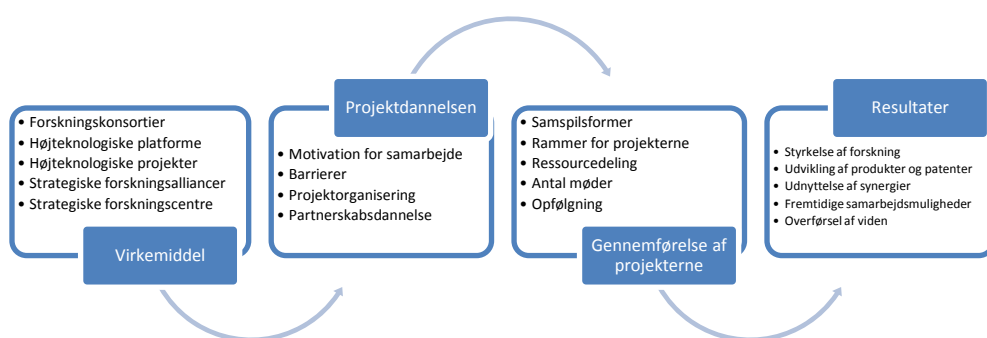 • Forskningskonsortier
• Højteknologiske platforme
• Højteknologiske projekter
• Strategiske forskningsalliancer
• Strategiske forskningscentre
Virkemiddel
Projektdannelsen
• Motivation for samarbejde
• Barrierer
• Projektorganisering
• Partnerskabsdannelse
• Samspilsformer
• Rammer for projekterne
• Ressourcedeling
• Antal møder
• Opfølgning
Gennemførelse af
projekterne
Resultater
• Styrkelse af forskning
• Udvikling af produkter og patenter
• Udnyttelse af synergier
• Fremtidige samarbejdsmuligheder
• Overførsel af viden